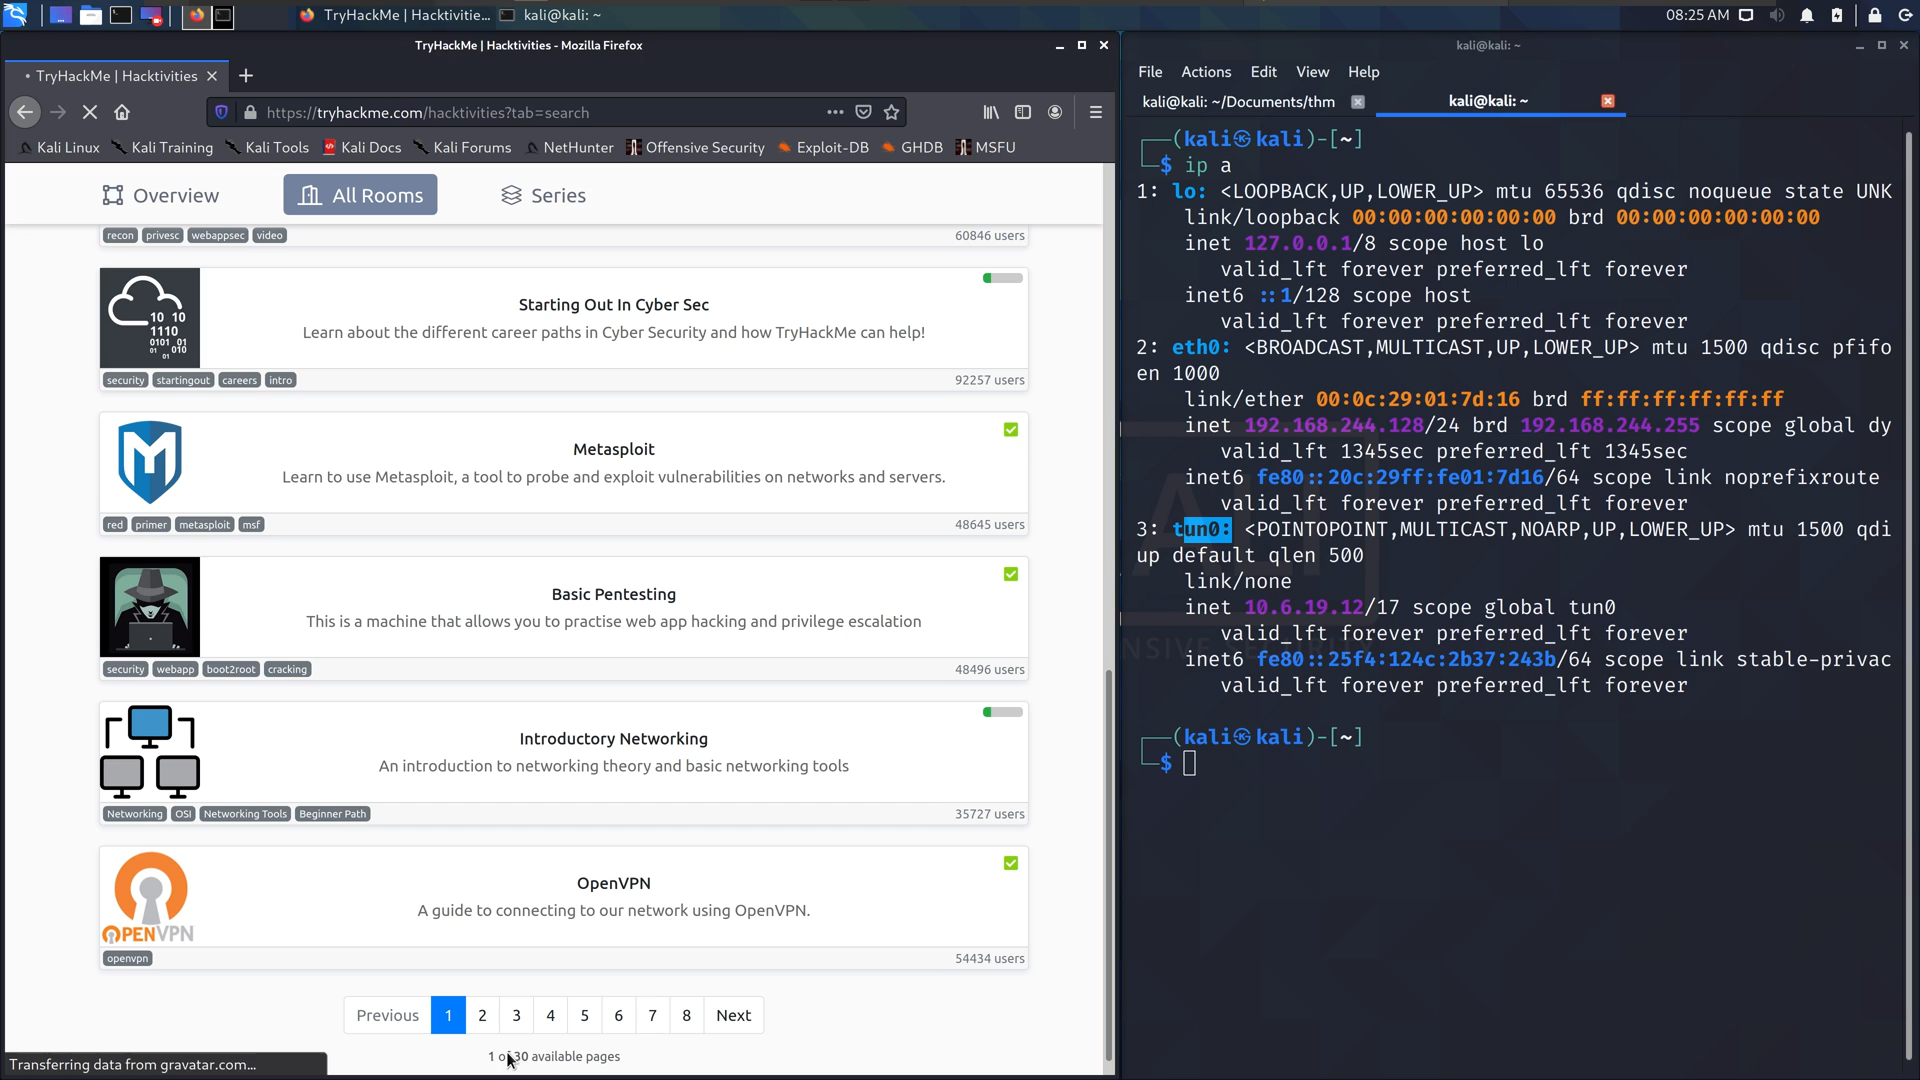 TryHackMe | Hacktivitie...
kali@kali: ~
08:25 AM
TryHackMe | Hacktivities - Mozilla Firefox
TryHackMe | Hacktivities
https://tryhackme.com/hacktivities?tab=search
Kali Linux
Kali Training
Kali Tools
Kali Docs
Kali Forums
NetHunter
Offensive Security
Exploit-DB
GHDB
MSFU
Overview
All Rooms
Series
recon privesc webappsec video
60846 users
Starting Out In Cyber Sec
Learn about the different career paths in Cyber Security and how TryHackMe can help!
security startingout careers intro
92257 users
Metasploit
Learn to use Metasploit, a tool to probe and exploit vulnerabilities on networks and servers.
red primer metasploit msf
48645 users
Basic Pentesting
This is a machine that allows you to practise web app hacking and privilege escalation
security webapp boot2root cracking
48496 users
Introductory Networking
An introduction to networking theory and basic networking tools
Networking OSI Networking Tools Beginner Path
35727 users
OPENVPN
OpenVPN
A guide to connecting to our network using OpenVPN.
openvpn
54434 users
Previous 1 2 3 4 5 6 7 8 Next
1 of 30 available pages
Transferring data from gravatar.com...
kali@kali: ~
File Actions Edit View Help
kali@kali: ~/Documents/thm
kali@kali: ~
(kali㉿kali)-[~]
$ ip a
1: lo: <LOOPBACK,UP,LOWER_UP> mtu 65536 qdisc noqueue state UNK
link/loopback 00:00:00:00:00:00 brd 00:00:00:00:00:00
inet 127.0.0.1/8 scope host lo
valid_lft forever preferred_lft forever
inet6 ::1/128 scope host
valid_lft forever preferred_lft forever
2: eth0: <BROADCAST,MULTICAST,UP,LOWER_UP> mtu 1500 qdisc pfifo
en 1000
link/ether 00:0c:29:01:7d:16 brd ff:ff:ff:ff:ff:ff
inet 192.168.244.128/24 brd 192.168.244.255 scope global dy
valid_lft 1345sec preferred_lft 1345sec
inet6 fe80::20c:29ff:fe01:7d16/64 scope link noprefixroute
valid_lft forever preferred_lft forever
3: tun0: <POINTOPOINT,MULTICAST,NOARP,UP,LOWER_UP> mtu 1500 qdi
up default qlen 500
link/none
inet 10.6.19.12/17 scope global tun0
valid_lft forever preferred_lft forever
inet6 fe80::25f4:124c:2b37:243b/64 scope link stable-privac
valid_lft forever preferred_lft forever
(kali㉿kali)-[~]
$